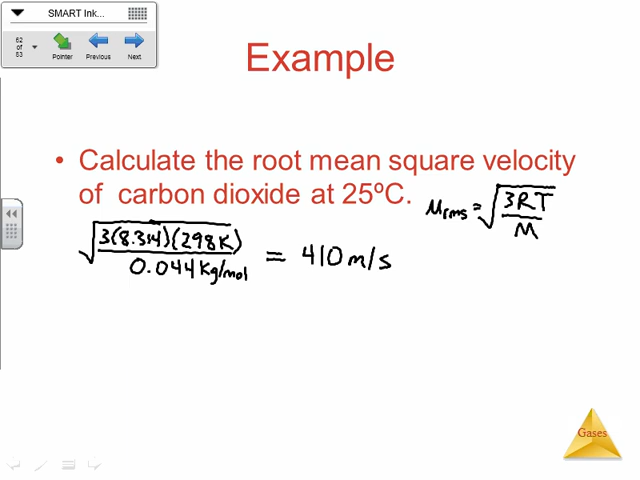 SMART Ink...
62
of
83
Pointer Previous Next
Example
• Calculate the root mean square velocity
of carbon dioxide at 25ºC.
μrms = √(3RT/M)
√(3(8.314)(298K)/0.044 Kg/mol) = 410 m/s
Gases